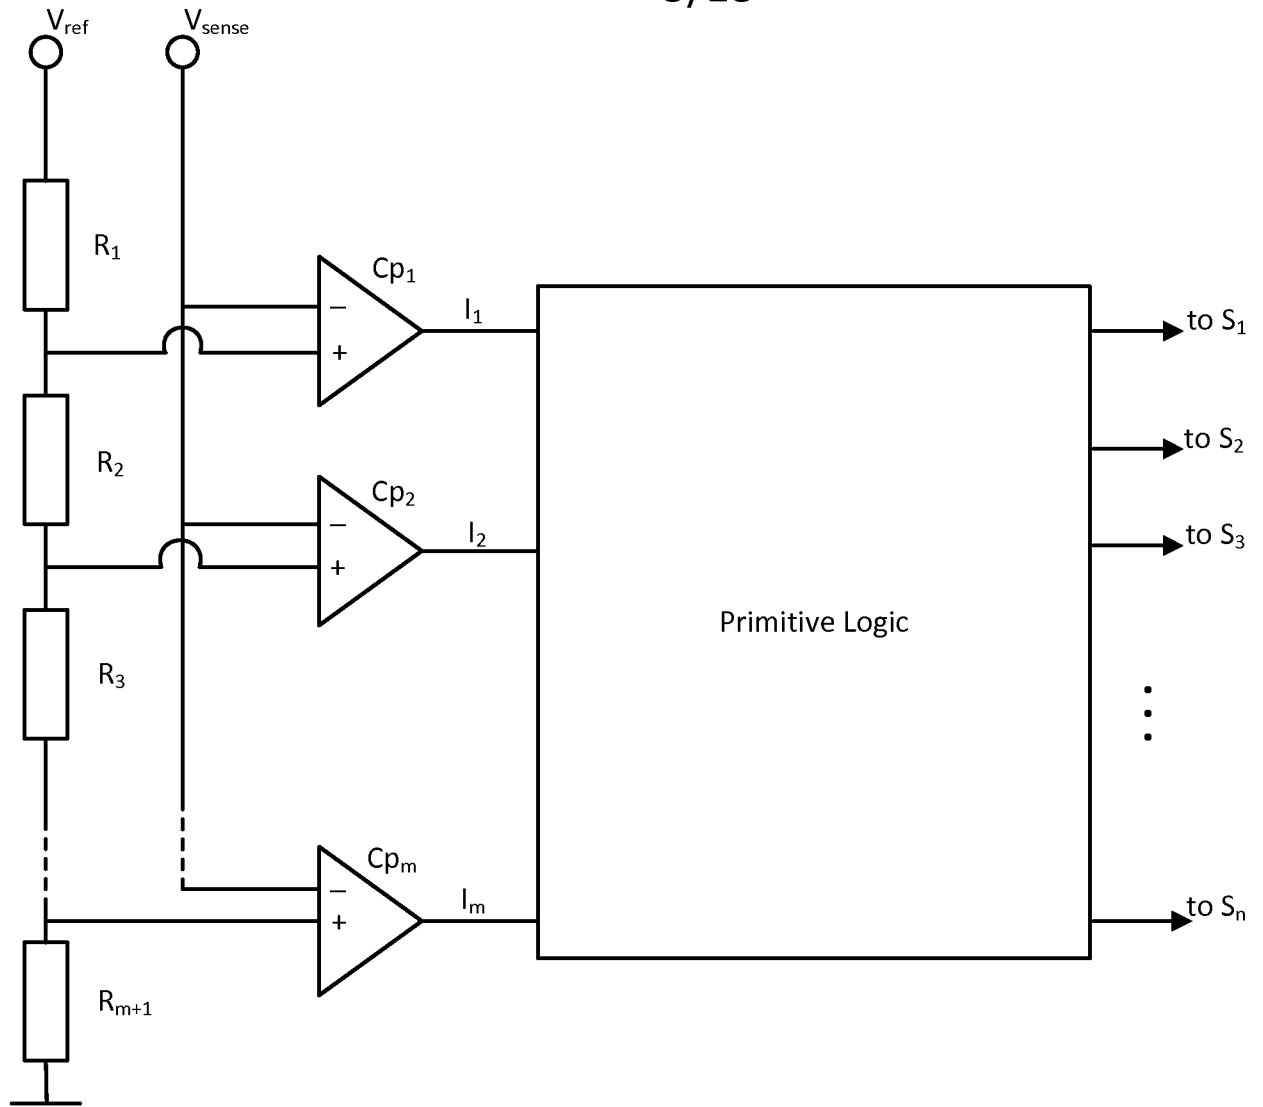 V_ref
V_sense
R_1
Cp_1
I_1
−
+
to S_1
R_2
Cp_2
I_2
−
+
to S_2
to S_3
Primitive Logic
R_3
Cp_m
I_m
−
+
to S_n
R_m+1